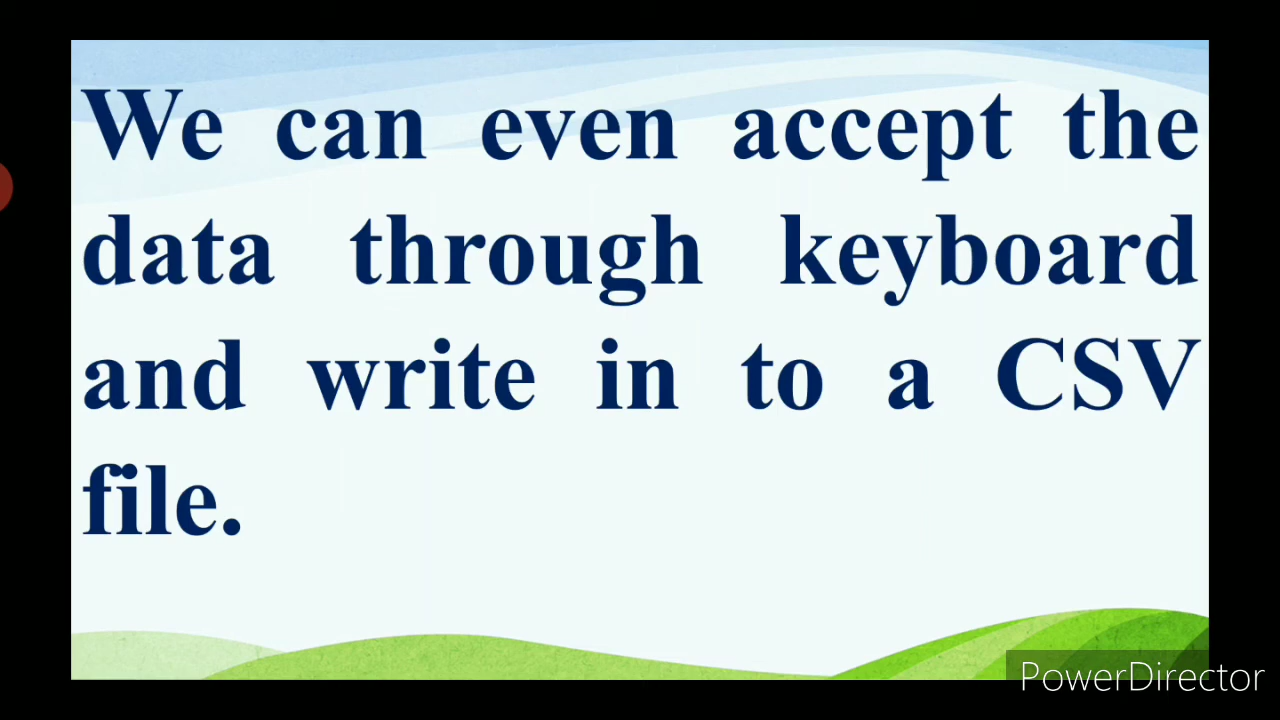 We can even accept the
data through keyboard
and write in to a CSV
file.
PowerDirector